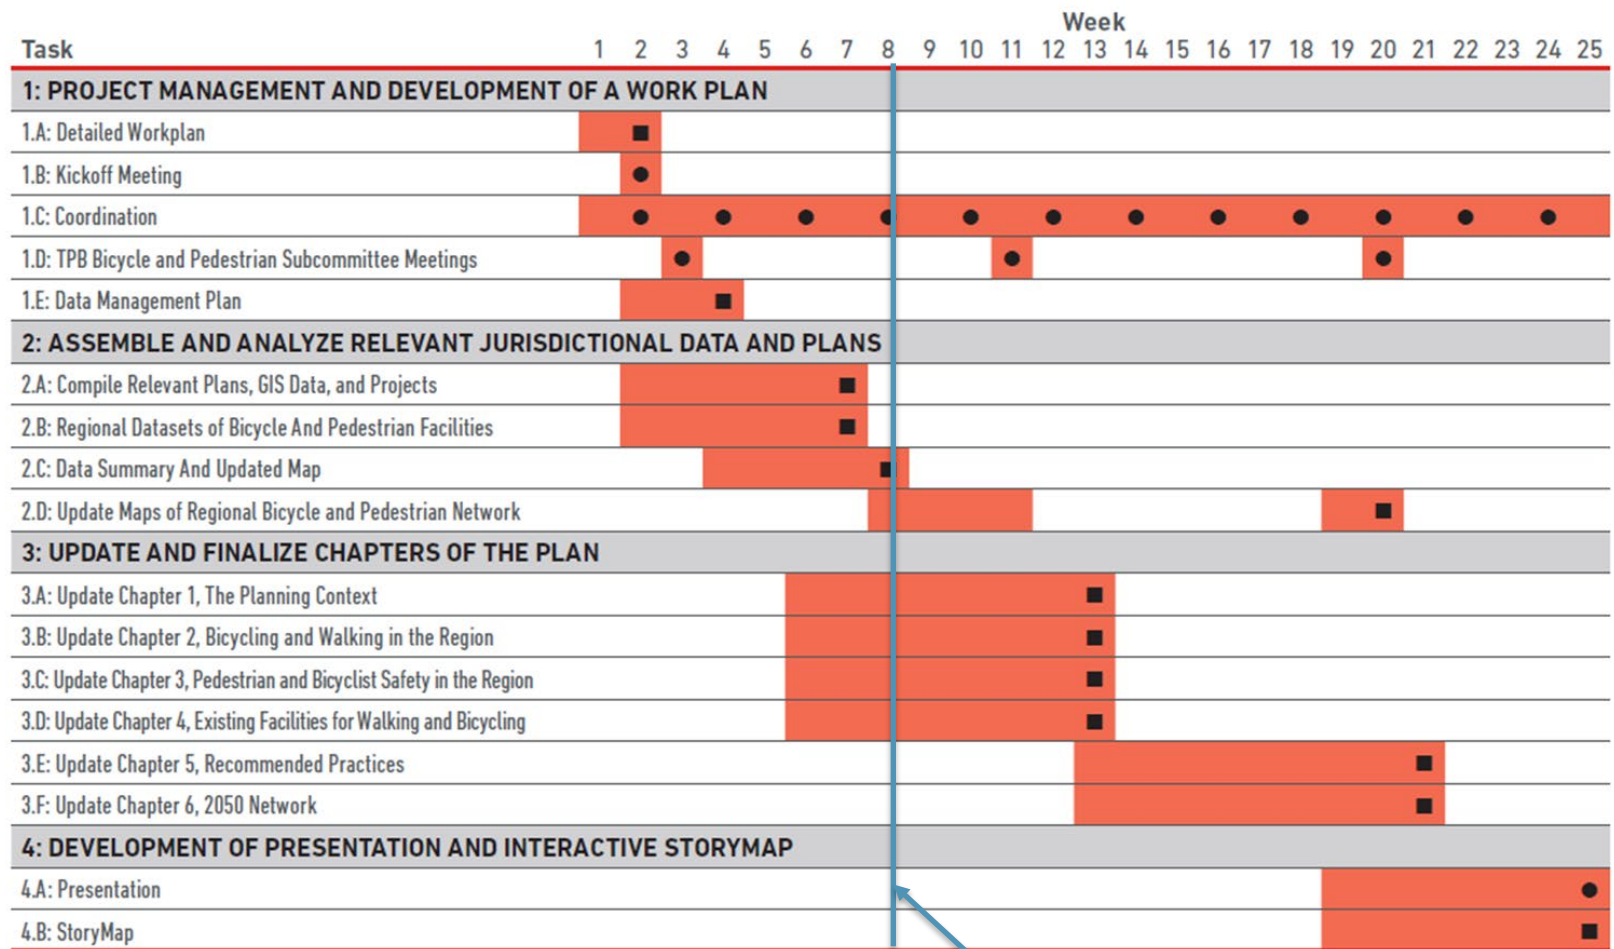 Week
Task 1 2 3 4 5 6 7 8 9 10 11 12 13 14 15 16 17 18 19 20 21 22 23 24 25
1: PROJECT MANAGEMENT AND DEVELOPMENT OF A WORK PLAN
1.A: Detailed Workplan
1.B: Kickoff Meeting
1.C: Coordination
1.D: TPB Bicycle and Pedestrian Subcommittee Meetings
1.E: Data Management Plan
2: ASSEMBLE AND ANALYZE RELEVANT JURISDICTIONAL DATA AND PLANS
2.A: Compile Relevant Plans, GIS Data, and Projects
2.B: Regional Datasets of Bicycle And Pedestrian Facilities
2.C: Data Summary And Updated Map
2.D: Update Maps of Regional Bicycle and Pedestrian Network
3: UPDATE AND FINALIZE CHAPTERS OF THE PLAN
3.A: Update Chapter 1, The Planning Context
3.B: Update Chapter 2, Bicycling and Walking in the Region
3.C: Update Chapter 3, Pedestrian and Bicyclist Safety in the Region
3.D: Update Chapter 4, Existing Facilities for Walking and Bicycling
3.E: Update Chapter 5, Recommended Practices
3.F: Update Chapter 6, 2050 Network
4: DEVELOPMENT OF PRESENTATION AND INTERACTIVE STORYMAP
4.A: Presentation
4.B: StoryMap